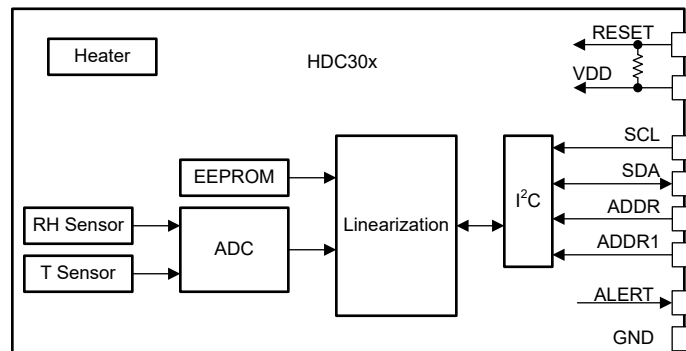 RESET
Heater
HDC30x
VDD
SCL
EEPROM
SDA
I²C
RH Sensor
ADC
Linearization
ADDR
T Sensor
ADDR1
ALERT
GND